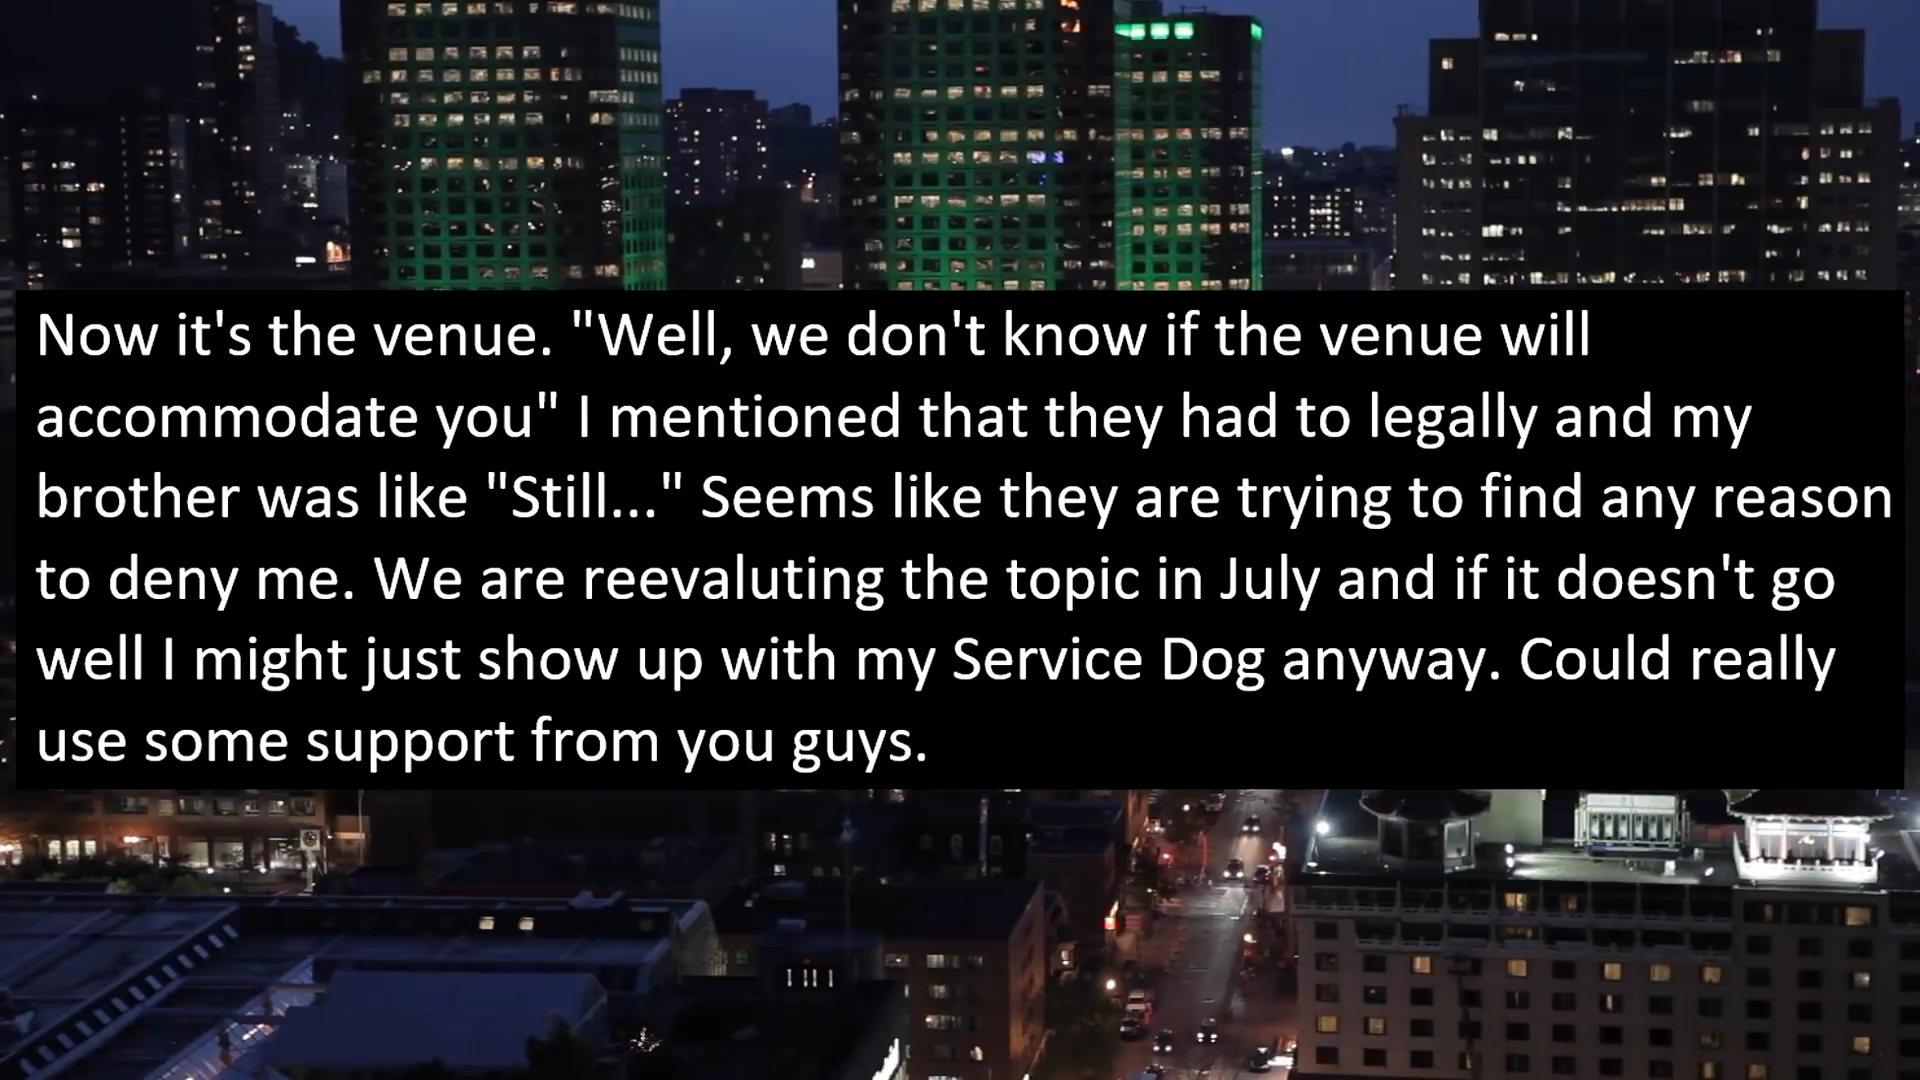 Now it's the venue. "Well, we don't know if the venue will
accommodate you" I mentioned that they had to legally and my
brother was like "Still..." Seems like they are trying to find any reason
to deny me. We are reevaluting the topic in July and if it doesn't go
well I might just show up with my Service Dog anyway. Could really
use some support from you guys.